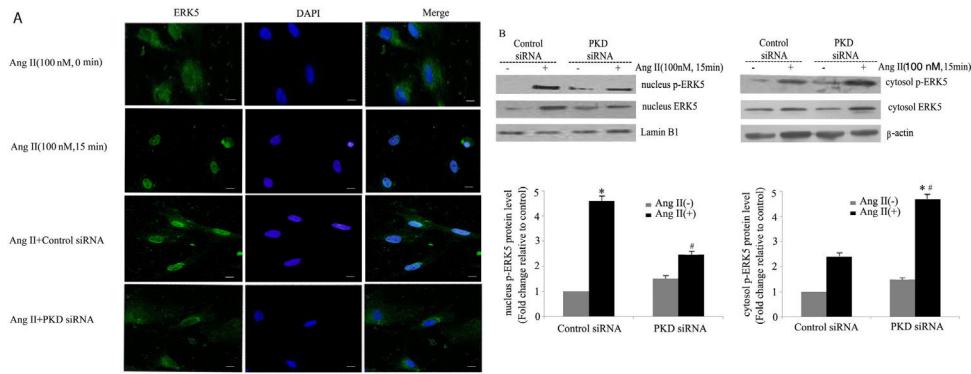 A
ERK5
DAPI
Merge
Ang II(100 nM, 0 min)
Ang II(100 nM,15 min)
Ang II+Control siRNA
Ang II+PKD siRNA
B
Control
siRNA
PKD
siRNA
- + - + Ang II(100nM, 15min)
nucleus p-ERK5
nucleus ERK5
Lamin B1
Control
siRNA
PKD
siRNA
- + - + Ang II(100 nM, 15min)
cytosol p-ERK5
cytosol ERK5
β-actin
nucleus p-ERK5 protein level
(Fold change relative to control)
5
4
3
2
1
0
Ang II(-)
Ang II(+)
*
#
Control siRNA
PKD siRNA
cytosol p-ERK5 protein level
(Fold change relative to control)
5
4
3
2
1
0
Ang II(-)
Ang II(+)
* #
Control siRNA
PKD siRNA